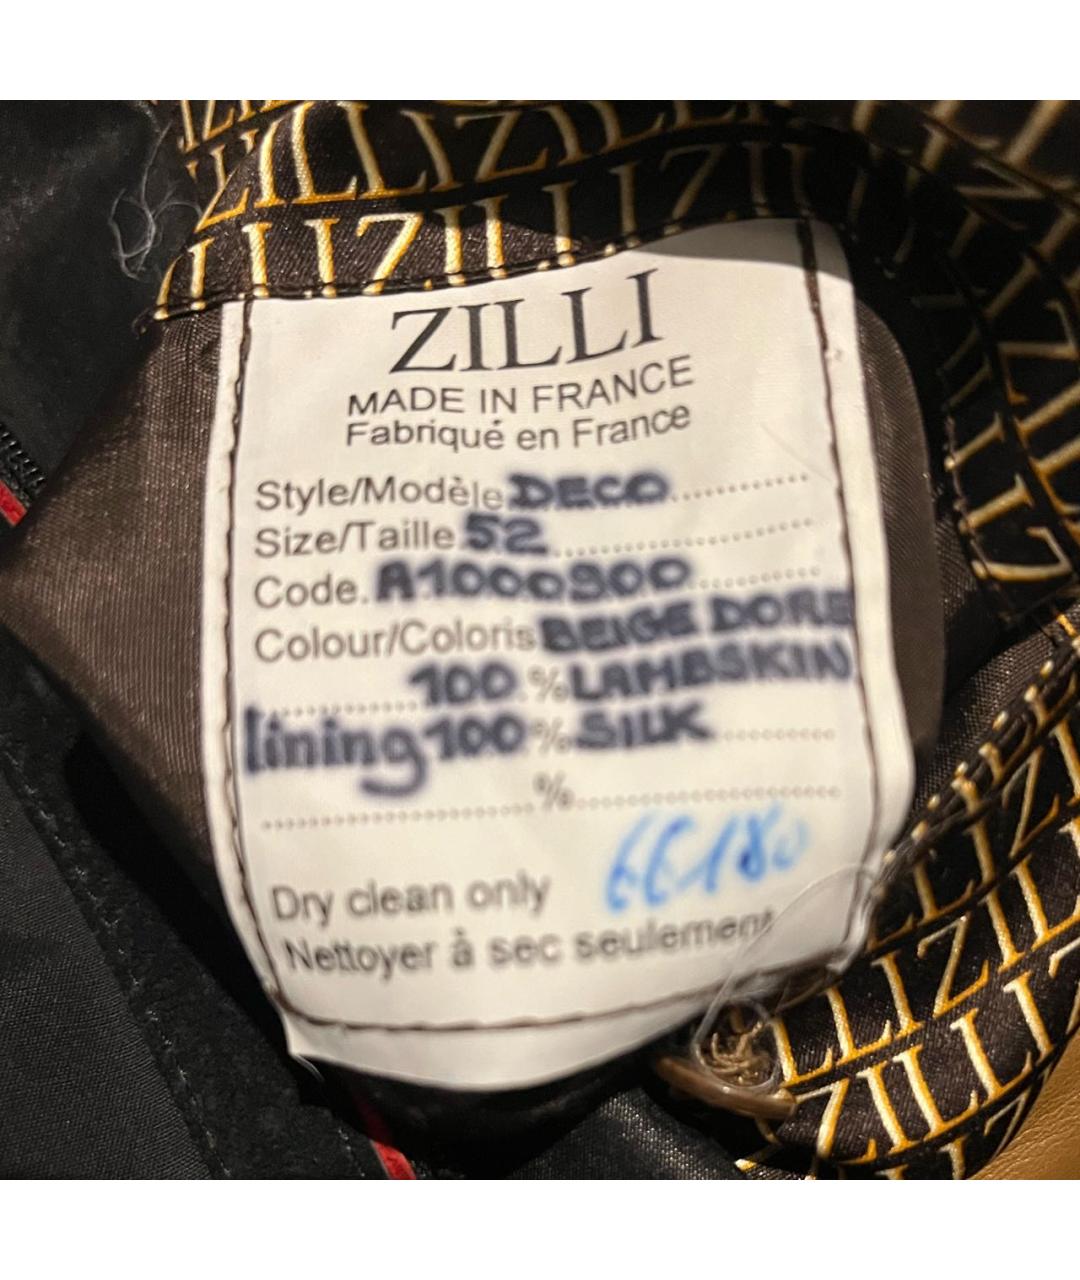 ZILLI
MADE IN FRANCE
Fabriqué en France
Style/Modèle DECO
Size/Taille 52
Code. A1000900
Colour/Coloris BEIGE DORE
100 % LAMBSKIN
lining 100 % SILK
%
66180
Dry clean only
Nettoyer à sec seulement